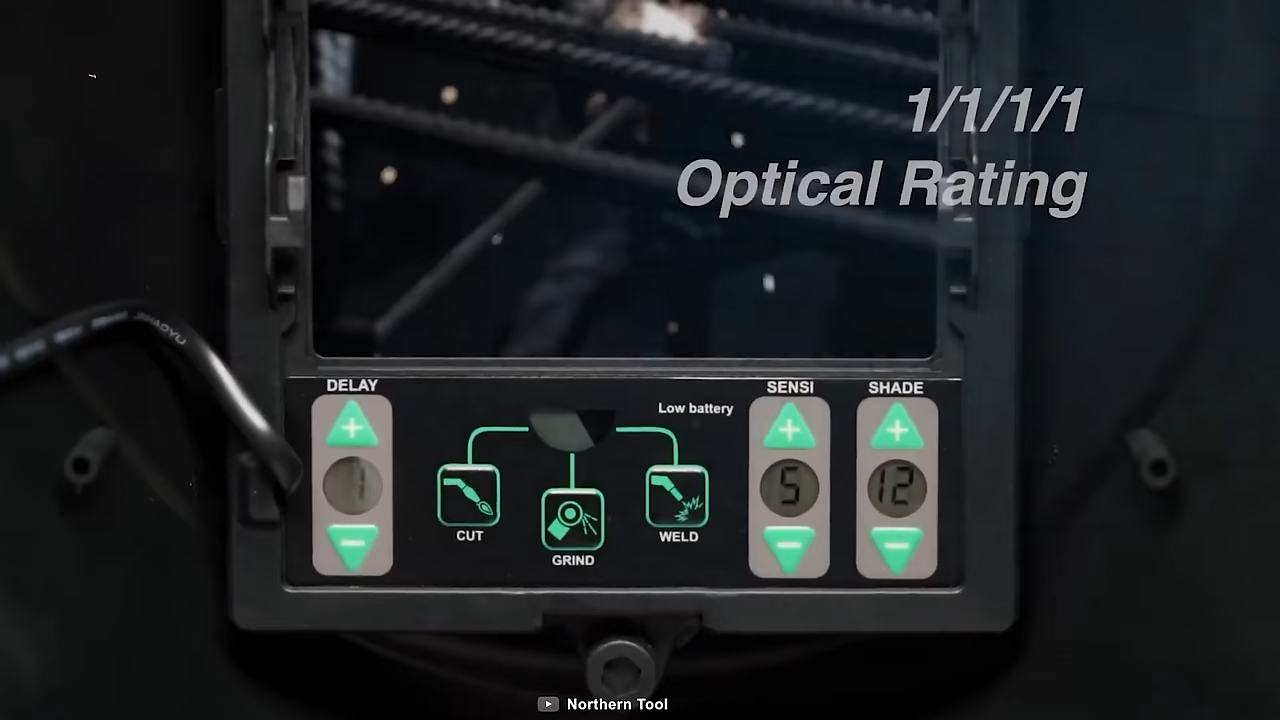 1/1/1/1
Optical Rating
DELAY
1
Low battery
SENSI
5
SHADE
12
CUT
GRIND
WELD
Northern Tool